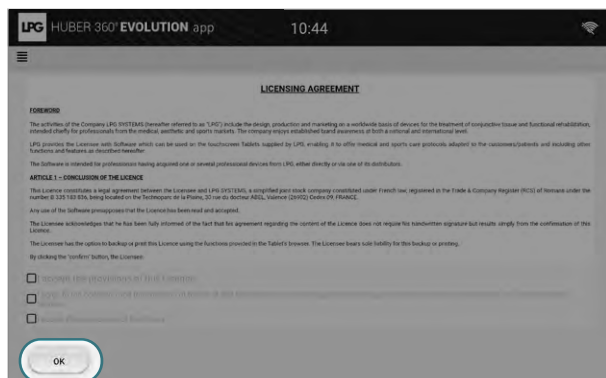 LPG HUBER 360° EVOLUTION app 10:44
LICENSING AGREEMENT
FOREWORD
The activities of the Company LPG SYSTEMS (hereafter referred to as "LPG") include the design, production and marketing on a worldwide basis of devices for the treatment of conjunctive tissue and functional rehabilitation,
intended chiefly for professionals from the medical, aesthetic and sports markets. The company enjoys established brand awareness at both a national and international level.
LPG provides the Licensee with Software which can be used on the touchscreen Tablets supplied by LPG, enabling it to offer medical and sports care protocols adapted to the customers/patients and including other
functions and features as described hereafter.
The Software is intended for professionals having acquired one or several professional devices from LPG, either directly or via one of its distributors.
ARTICLE 1 – CONCLUSION OF THE LICENCE
This Licence constitutes a legal agreement between the Licensee and LPG SYSTEMS, a simplified joint stock company constituted under French law, registered in the Trade & Company Register (RCS) of Romans under the
number B 335 183 836, being located on the Technoparc de la Plaine, 30 rue du docteur ABEL, Valence (26902) Cedex 09, FRANCE.
Any use of the Software presupposes that the Licence has been read and accepted.
The Licensee acknowledges that he has been fully informed of the fact that his agreement regarding the content of the Licence does not require his handwritten signature but results simply from the confirmation of this
Licence.
The Licensee has the option to backup or print this Licence using the functions provided in the Tablet's browser. The Licensee bears sole liability for this backup or printing.
By clicking the "confirm" button, the Licensee:
I accept the provisions of this Licence
OK